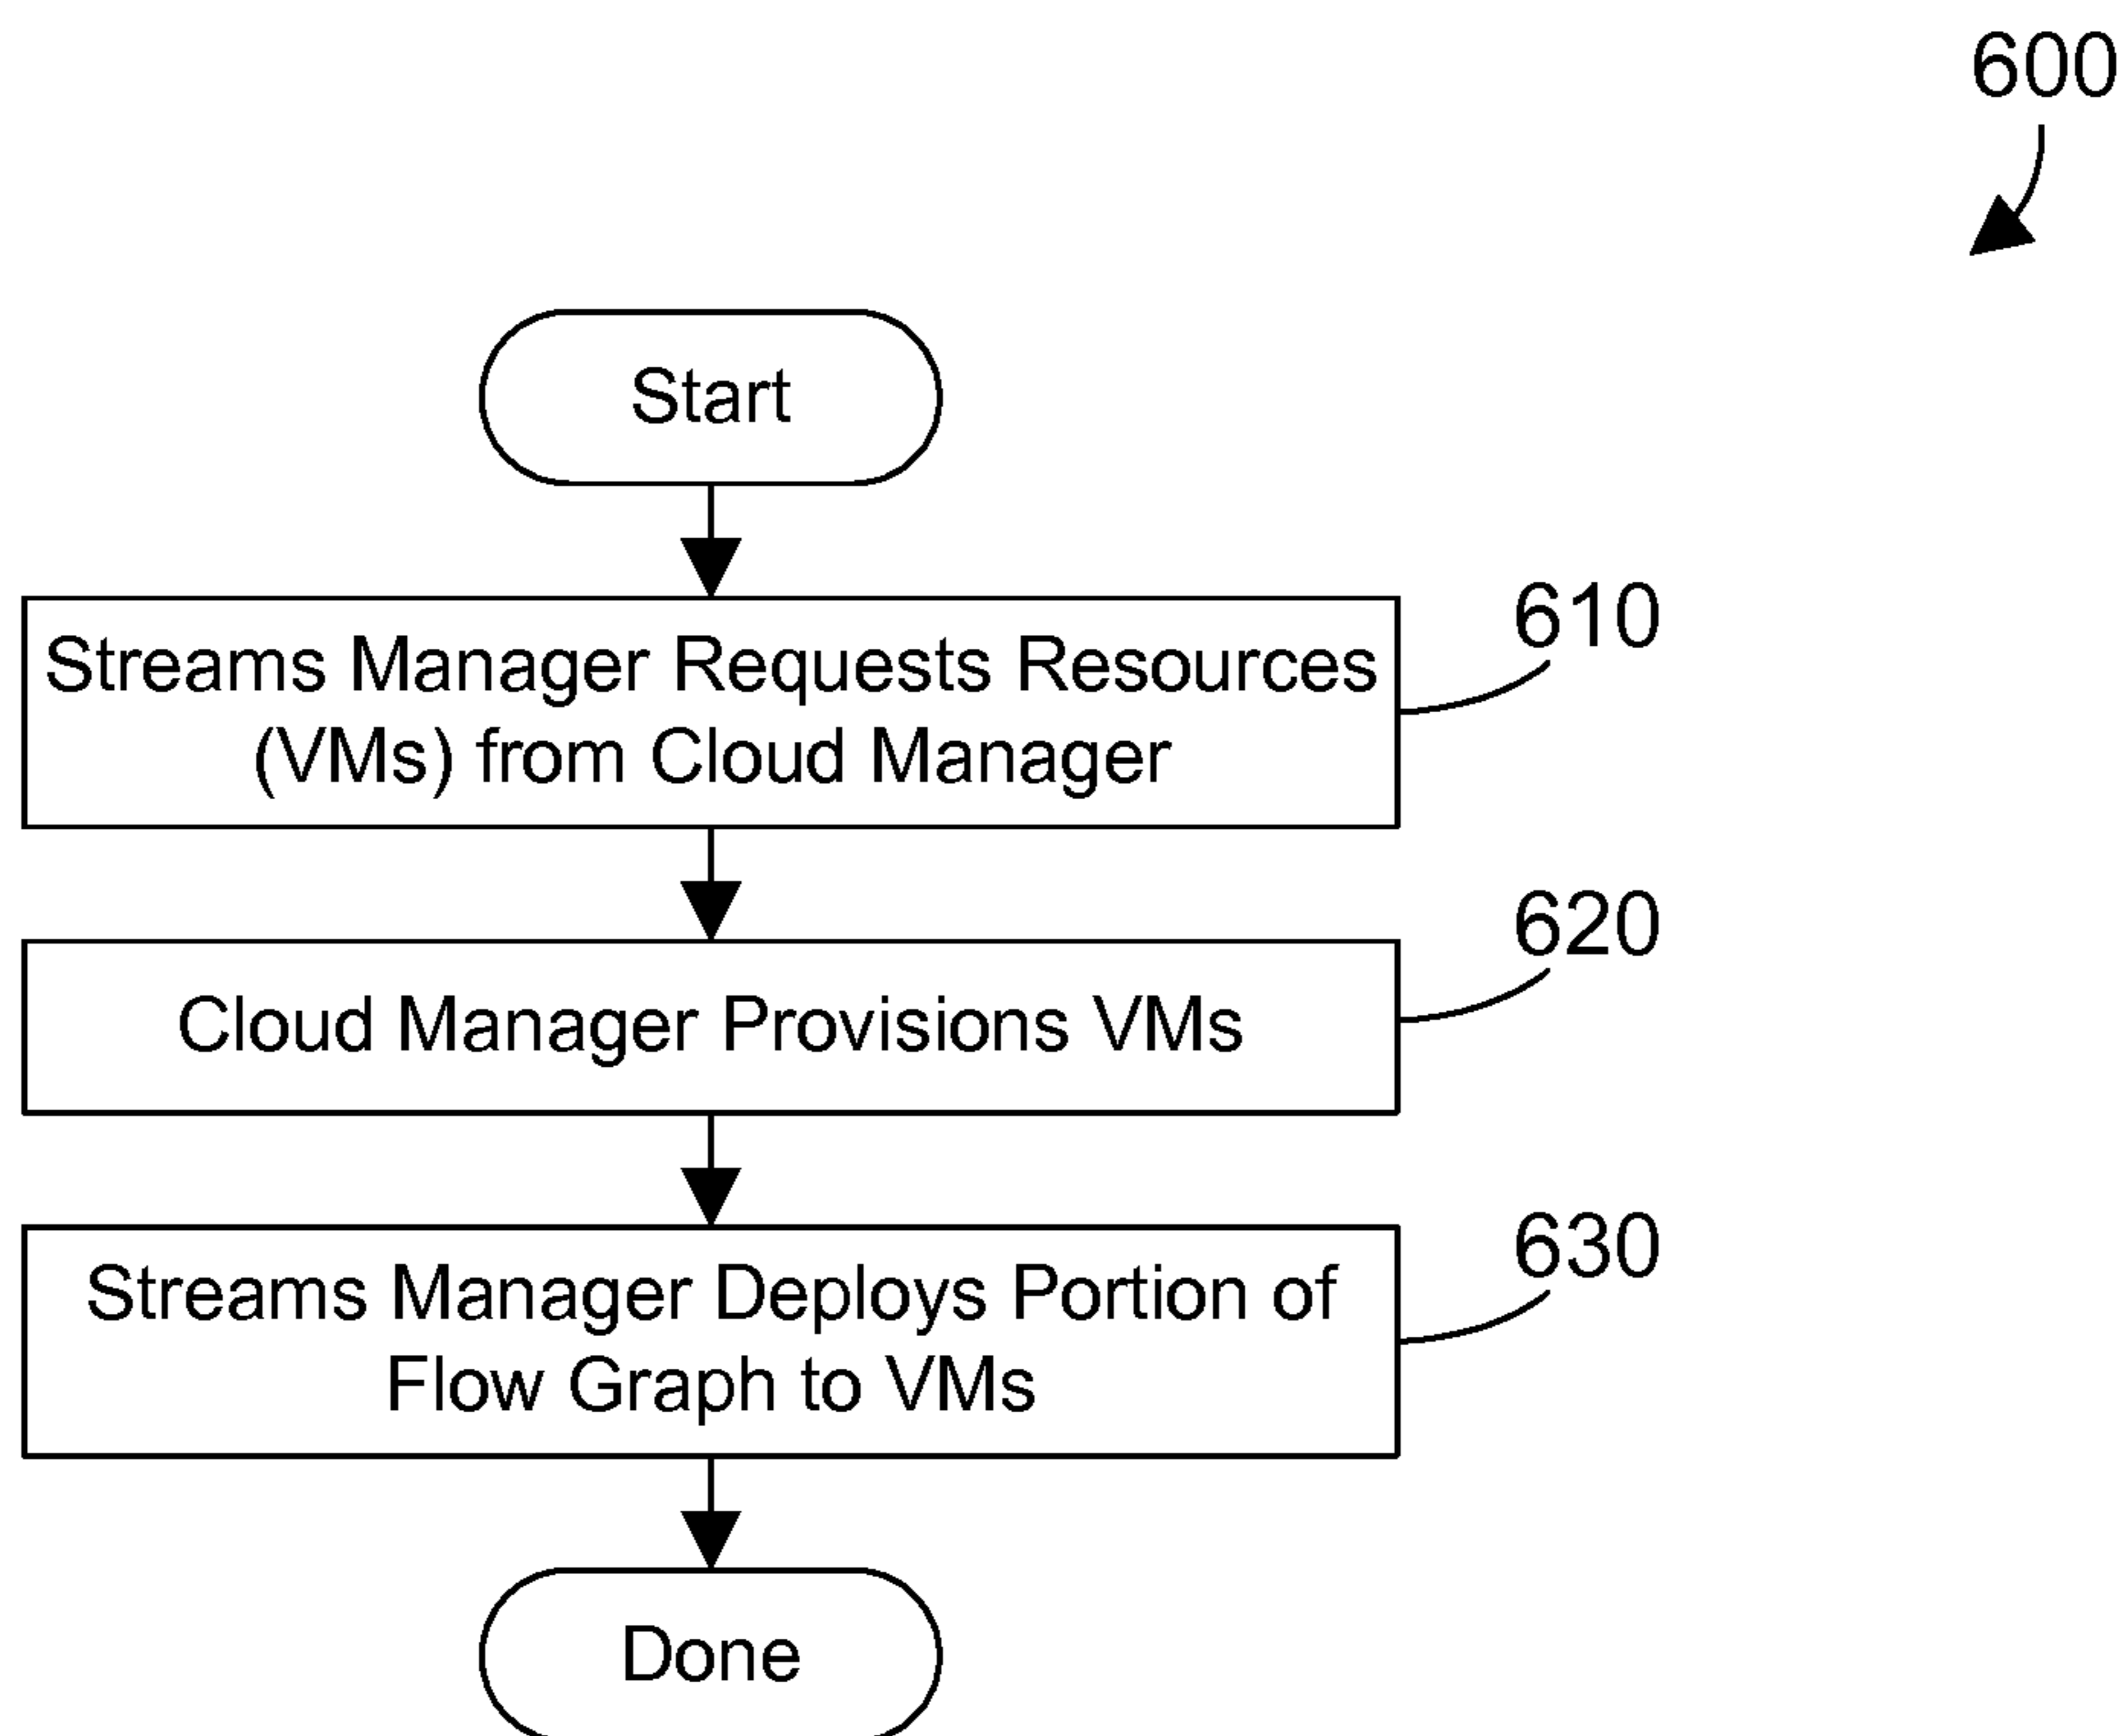 600
Start
610
Streams Manager Requests Resources
(VMs) from Cloud Manager
620
Cloud Manager Provisions VMs
630
Streams Manager Deploys Portion of
Flow Graph to VMs
Done